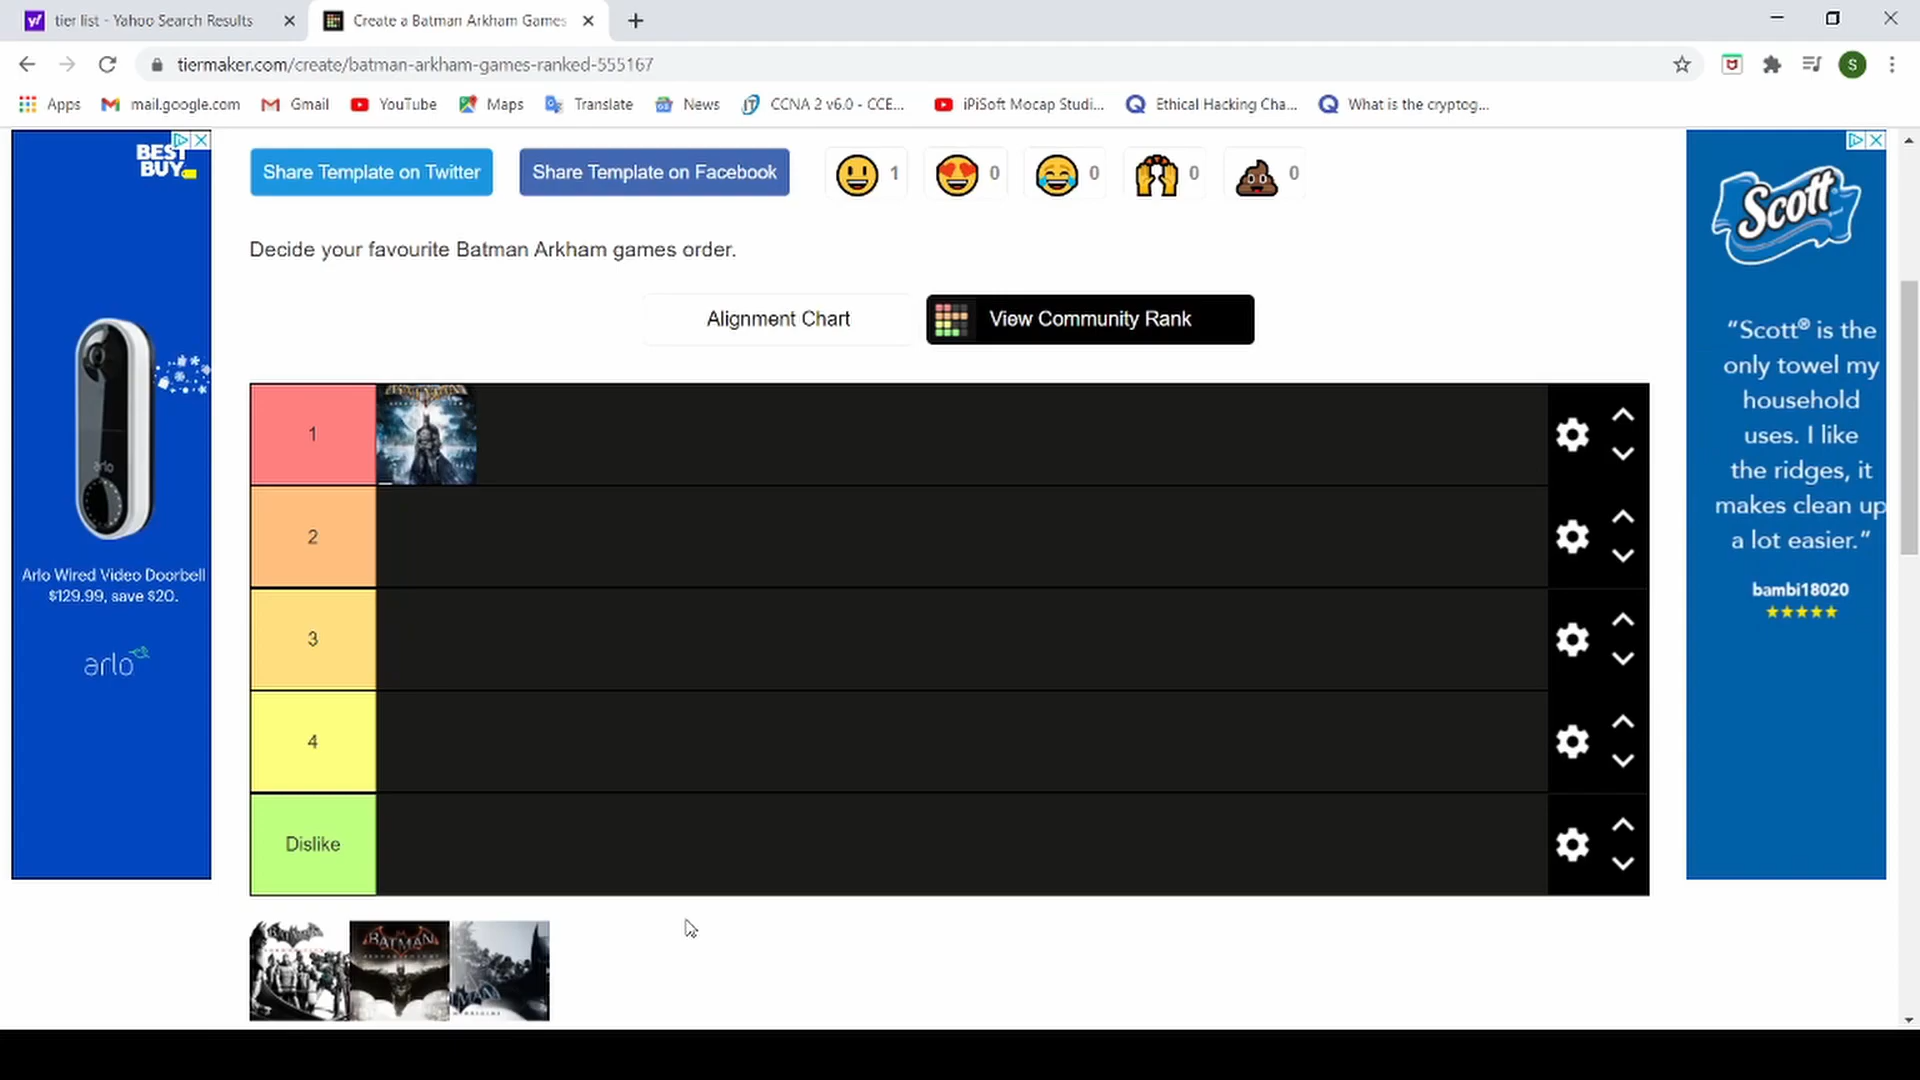 tier list - Yahoo Search Results
Create a Batman Arkham Games
tiermaker.com/create/batman-arkham-games-ranked-555167
S
Apps
mail.google.com
Gmail
YouTube
Maps
Translate
News
CCNA 2 v6.0 - CCE...
iPiSoft Mocap Studi...
Ethical Hacking Cha...
What is the cryptog...
BEST
BUY
arlo
Arlo Wired Video Doorbell
$129.99, save $20.
arlo
Share Template on Twitter
Share Template on Facebook
1
0
0
0
0
Decide your favourite Batman Arkham games order.
Alignment Chart
View Community Rank
1
2
3
4
Dislike
BATMAN
Scott
“Scott® is the
only towel my
household
uses. I like
the ridges, it
makes clean up
a lot easier.”
bambi18020